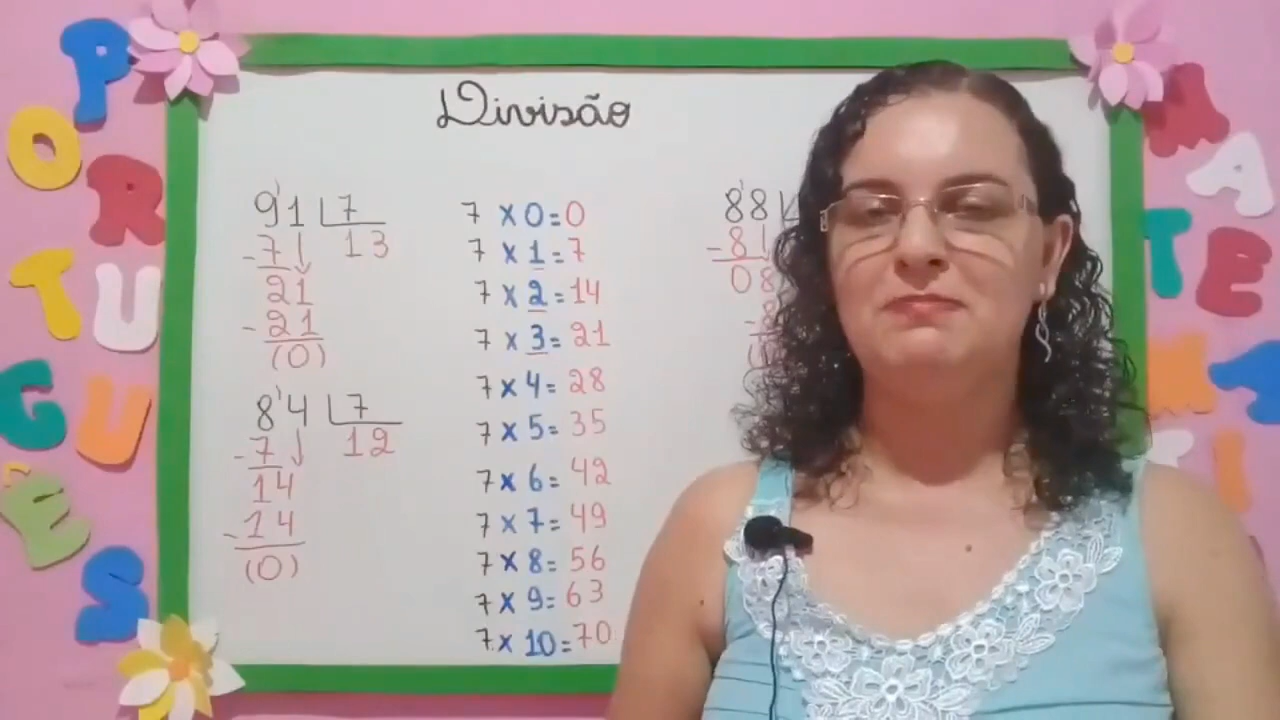 PORTUGUÊS
Divisão
91 7
-7 13
21
-21
(0)
84 7
-7 12
14
-14
(0)
7 x 0 = 0
7 x 1 = 7
7 x 2 = 14
7 x 3 = 21
7 x 4 = 28
7 x 5 = 35
7 x 6 = 42
7 x 7 = 49
7 x 8 = 56
7 x 9 = 63
7 x 10 = 70
88
-8
08
MATEM